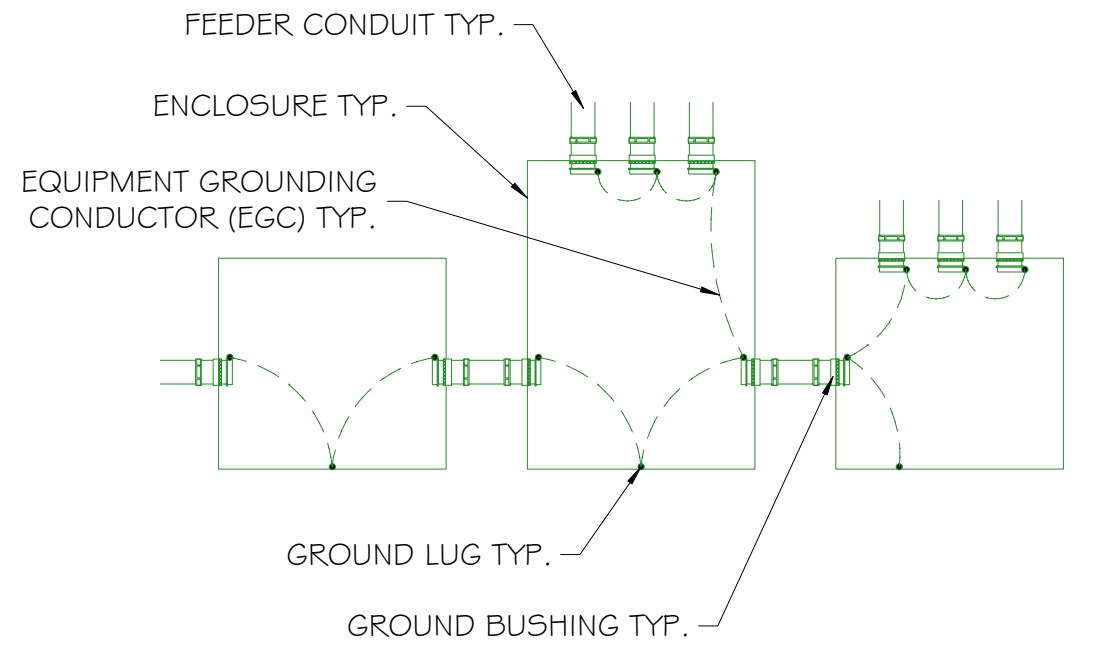 FEEDER CONDUIT TYP.
ENCLOSURE TYP.
EQUIPMENT GROUNDING
CONDUCTOR (EGC) TYP.
GROUND LUG TYP.
GROUND BUSHING TYP.